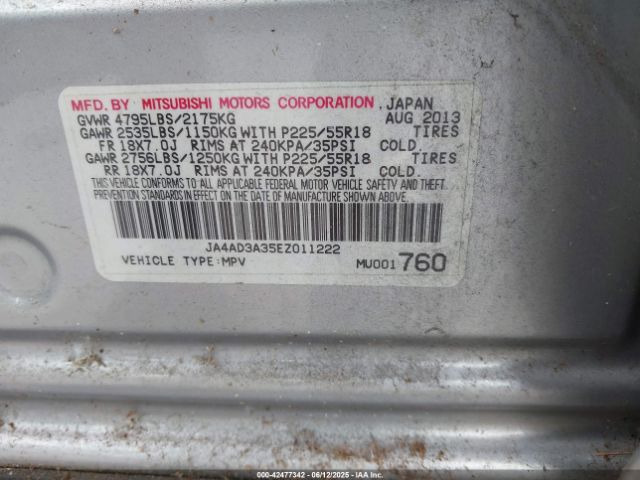 MFD. BY MITSUBISHI MOTORS CORPORATION, JAPAN
GVWR 4795LBS/2175KG AUG 2013
GAWR 2535LBS/1150KG WITH P225/55R18 TIRES
FR 18X7.0J RIMS AT 240KPA/35PSI COLD.
GAWR 2756LBS/1250KG WITH P225/55R18 TIRES
RR 18X7.0J RIMS AT 240KPA/35PSI COLD.
THIS VEHICLE CONFORMS TO ALL APPLICABLE FEDERAL MOTOR VEHICLE SAFETY AND THEFT
PREVENTION STANDARDS IN EFFECT ON THE DATE OF MANUFACTURE SHOWN ABOVE.
JA4AD3A35EZ011222
VEHICLE TYPE:MPV MU001760
000-42477342 - 06/12/2025 - IAAI.COM